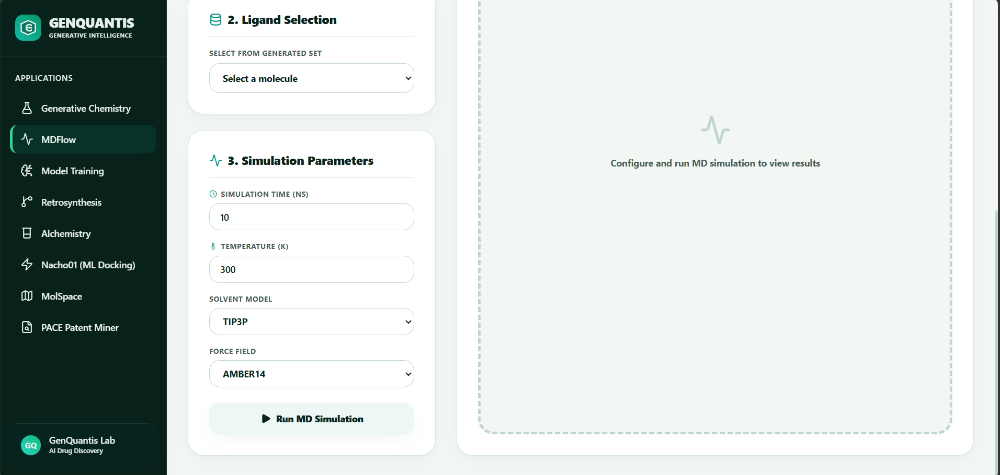 GENQUANTIS
GENERATIVE INTELLIGENCE
APPLICATIONS
Generative Chemistry
MDFlow
Model Training
Retrosynthesis
Alchemistry
Nacho01 (ML Docking)
MolSpace
PACE Patent Miner
GQ
GenQuantis Lab
AI Drug Discovery
2. Ligand Selection
SELECT FROM GENERATED SET
Select a molecule
3. Simulation Parameters
SIMULATION TIME (NS)
10
TEMPERATURE (K)
300
SOLVENT MODEL
TIP3P
FORCE FIELD
AMBER14
Run MD Simulation
Configure and run MD simulation to view results